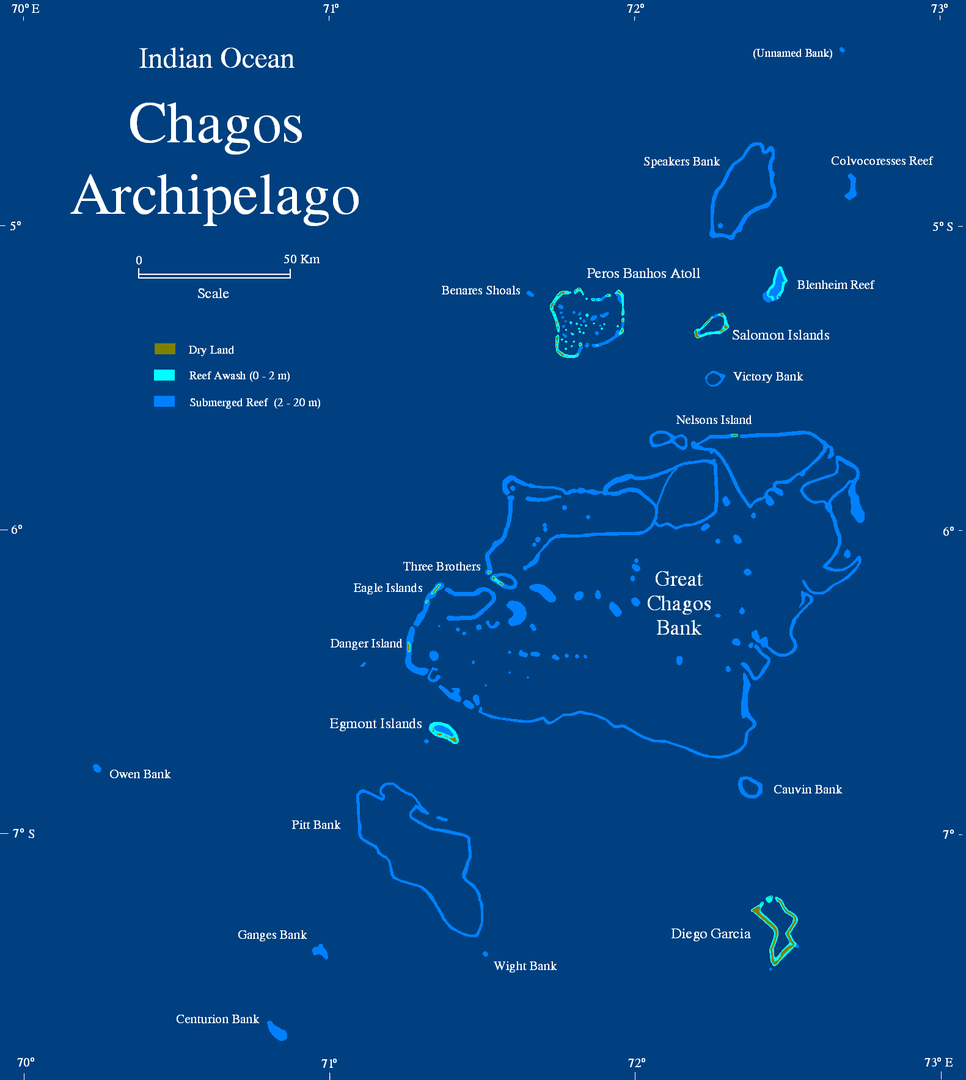 70° E 71° 72° 73°
Indian Ocean
(Unnamed Bank)
Chagos
Archipelago
Speakers Bank
Colvocoresses Reef
5° 5° S
0 50 Km
Scale
Peros Banhos Atoll
Benares Shoals
Blenheim Reef
Salomon Islands
Dry Land
Reef Awash (0 - 2 m)
Submerged Reef (2 - 20 m)
Victory Bank
Nelsons Island
6° 6°
Three Brothers
Eagle Islands
Great
Chagos
Bank
Danger Island
Egmont Islands
Owen Bank
Cauvin Bank
Pitt Bank
7° S 7°
Diego Garcia
Ganges Bank
Wight Bank
Centurion Bank
70° 71° 72° 73° E